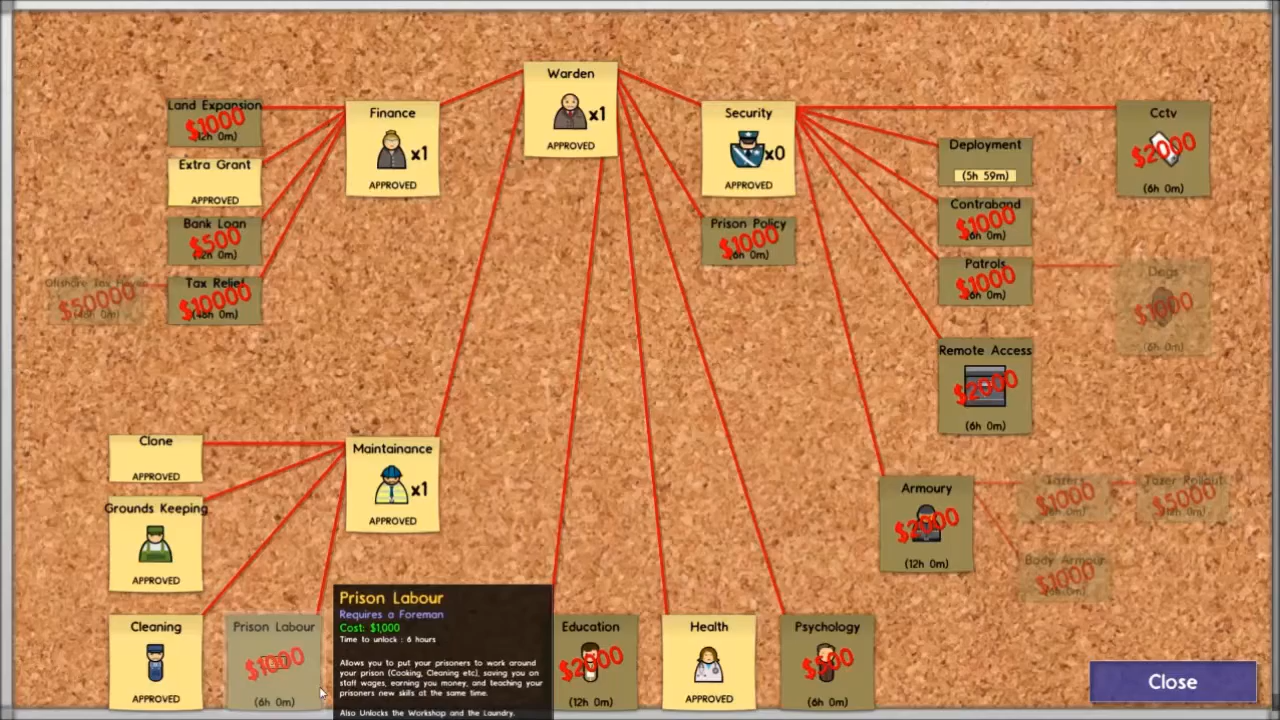 Warden
x1
APPROVED
Finance
x1
APPROVED
Land Expansion
$1000
(12h 0m)
Extra Grant
APPROVED
Bank Loan
$500
Tax Relief
$10000
(48h 0m)
Offshore Tax Haven
$50000
Security
x0
APPROVED
Prison Policy
$1000
(6h 0m)
Cctv
$2000
(6h 0m)
Deployment
(5h 59m)
Contraband
$1000
(6h 0m)
Patrols
$1000
(6h 0m)
Dogs
$1000
(6h 0m)
Remote Access
$2000
(6h 0m)
Armoury
$2000
(12h 0m)
Tazers
Tazer Rollout
$5000
Body Armour
$1000
Maintainance
x1
APPROVED
Clone
APPROVED
Grounds Keeping
APPROVED
Cleaning
APPROVED
Prison Labour
$1000
(6h 0m)
Prison Labour
Requires a Foreman
Cost: $1,000
Time to unlock : 6 hours
Allows you to put your prisoners to work around
your prison (Cooking, Cleaning etc), saving you on
staff wages, earning you money, and teaching your
prisoners new skills at the same time.
Also Unlocks the Workshop and the Laundry.
Education
$2000
(12h 0m)
Health
APPROVED
Psychology
$500
(6h 0m)
Close